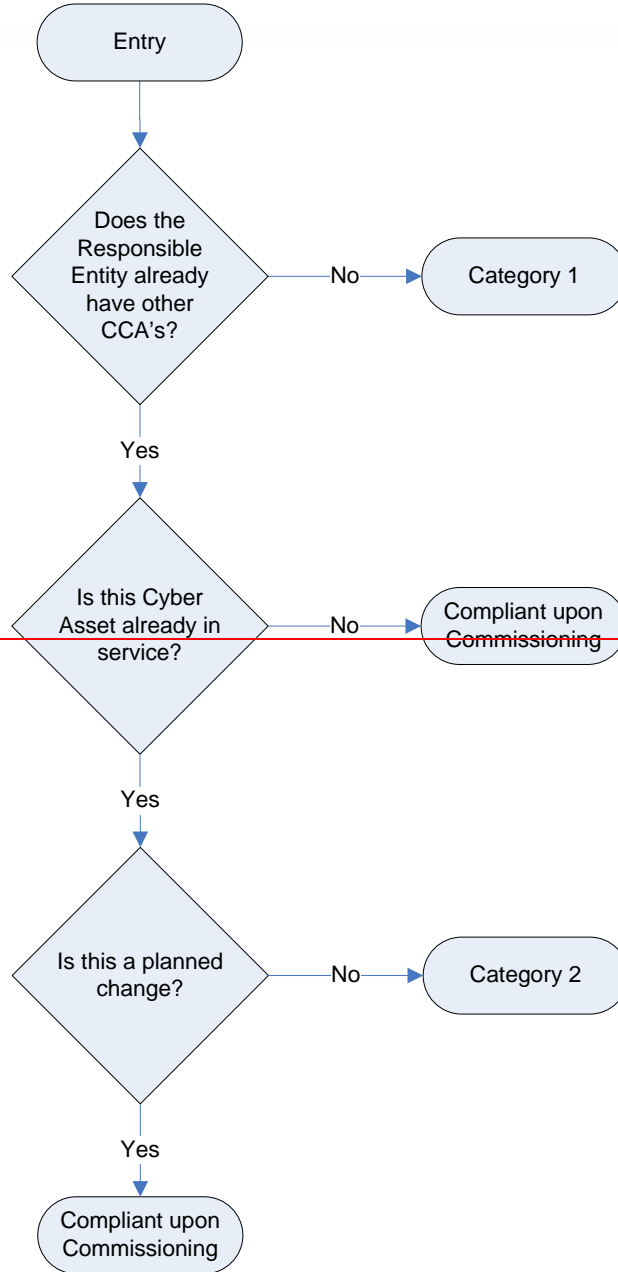 Entry
Does the
Responsible
Entity already
have other
CCA's?
No
Category 1
Yes
Is this Cyber
Asset already in
service?
No
Compliant upon
Commissioning
Yes
Is this a planned
change?
No
Category 2
Yes
Compliant upon
Commissioning